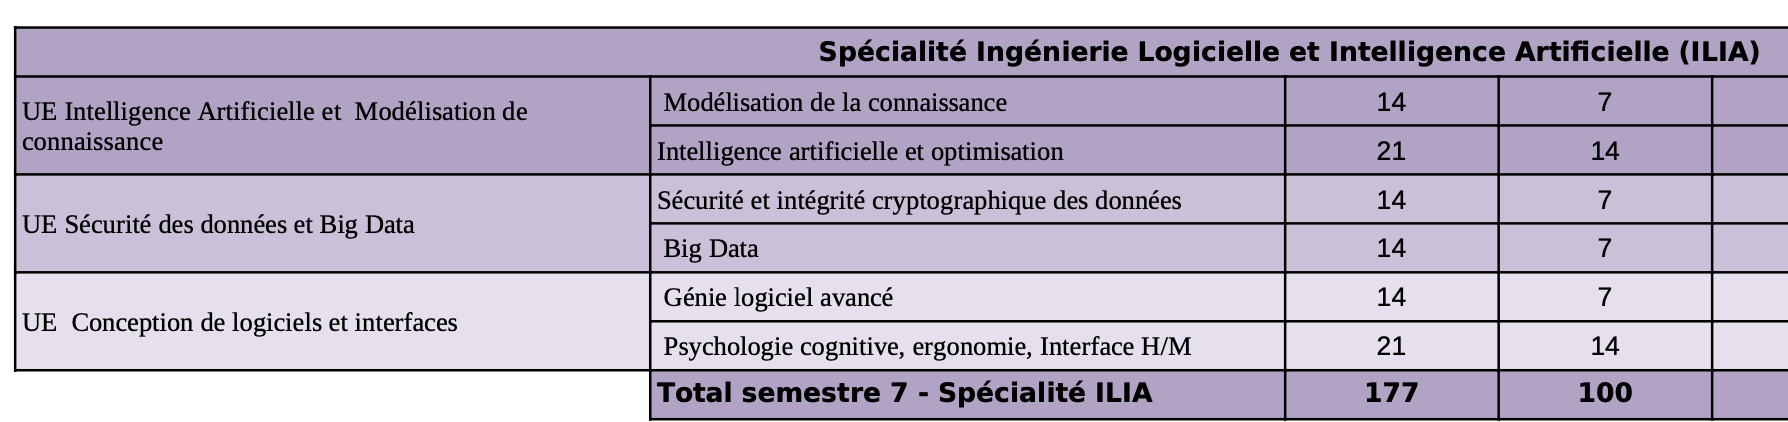 Spécialité Ingénierie Logicielle et Intelligence Artificielle (ILIA)
UE Intelligence Artificielle et Modélisation de
connaissance
Modélisation de la connaissance 14 7
Intelligence artificielle et optimisation 21 14
UE Sécurité des données et Big Data
Sécurité et intégrité cryptographique des données 14 7
Big Data 14 7
UE Conception de logiciels et interfaces
Génie logiciel avancé 14 7
Psychologie cognitive, ergonomie, Interface H/M 21 14
Total semestre 7 - Spécialité ILIA 177 100